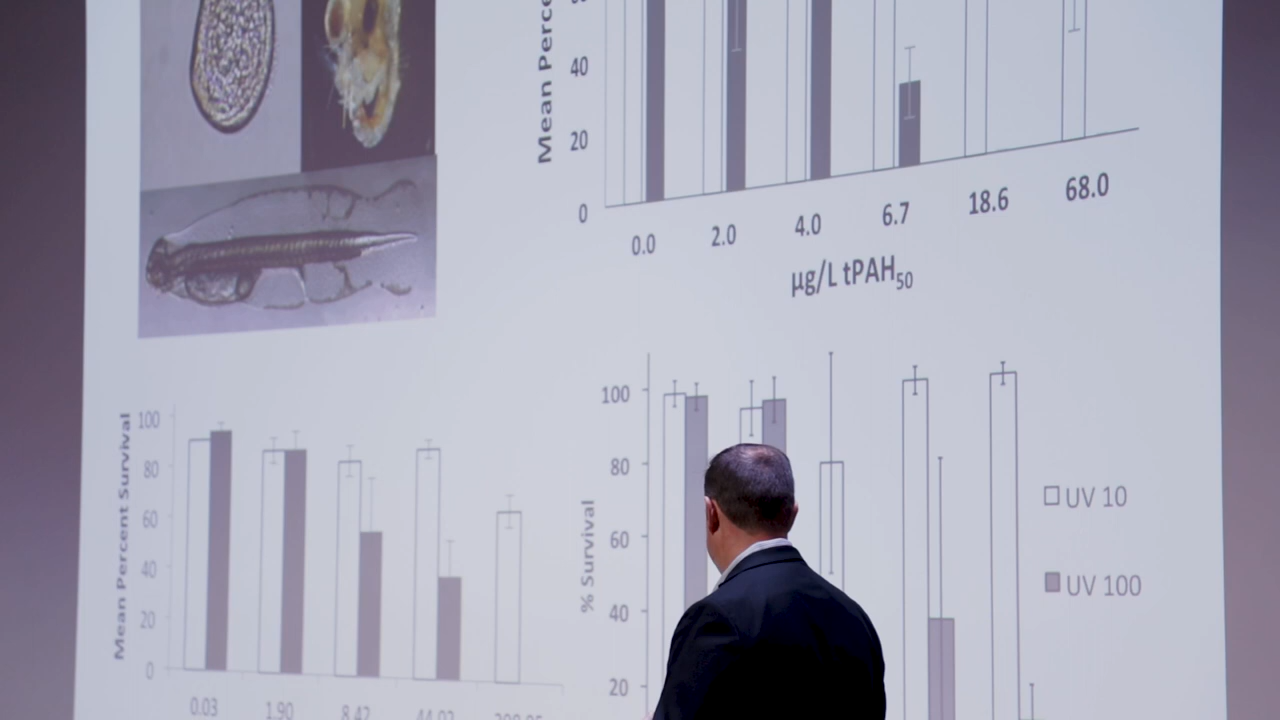 Mean Perce
40
20
0
0.0 2.0 4.0 6.7 18.6 68.0
µg/L tPAH50
Mean Percent Survival
100
80
60
40
20
0
0.03 1.90 8.42
% Survival
100
80
60
40
20
UV 10
UV 100